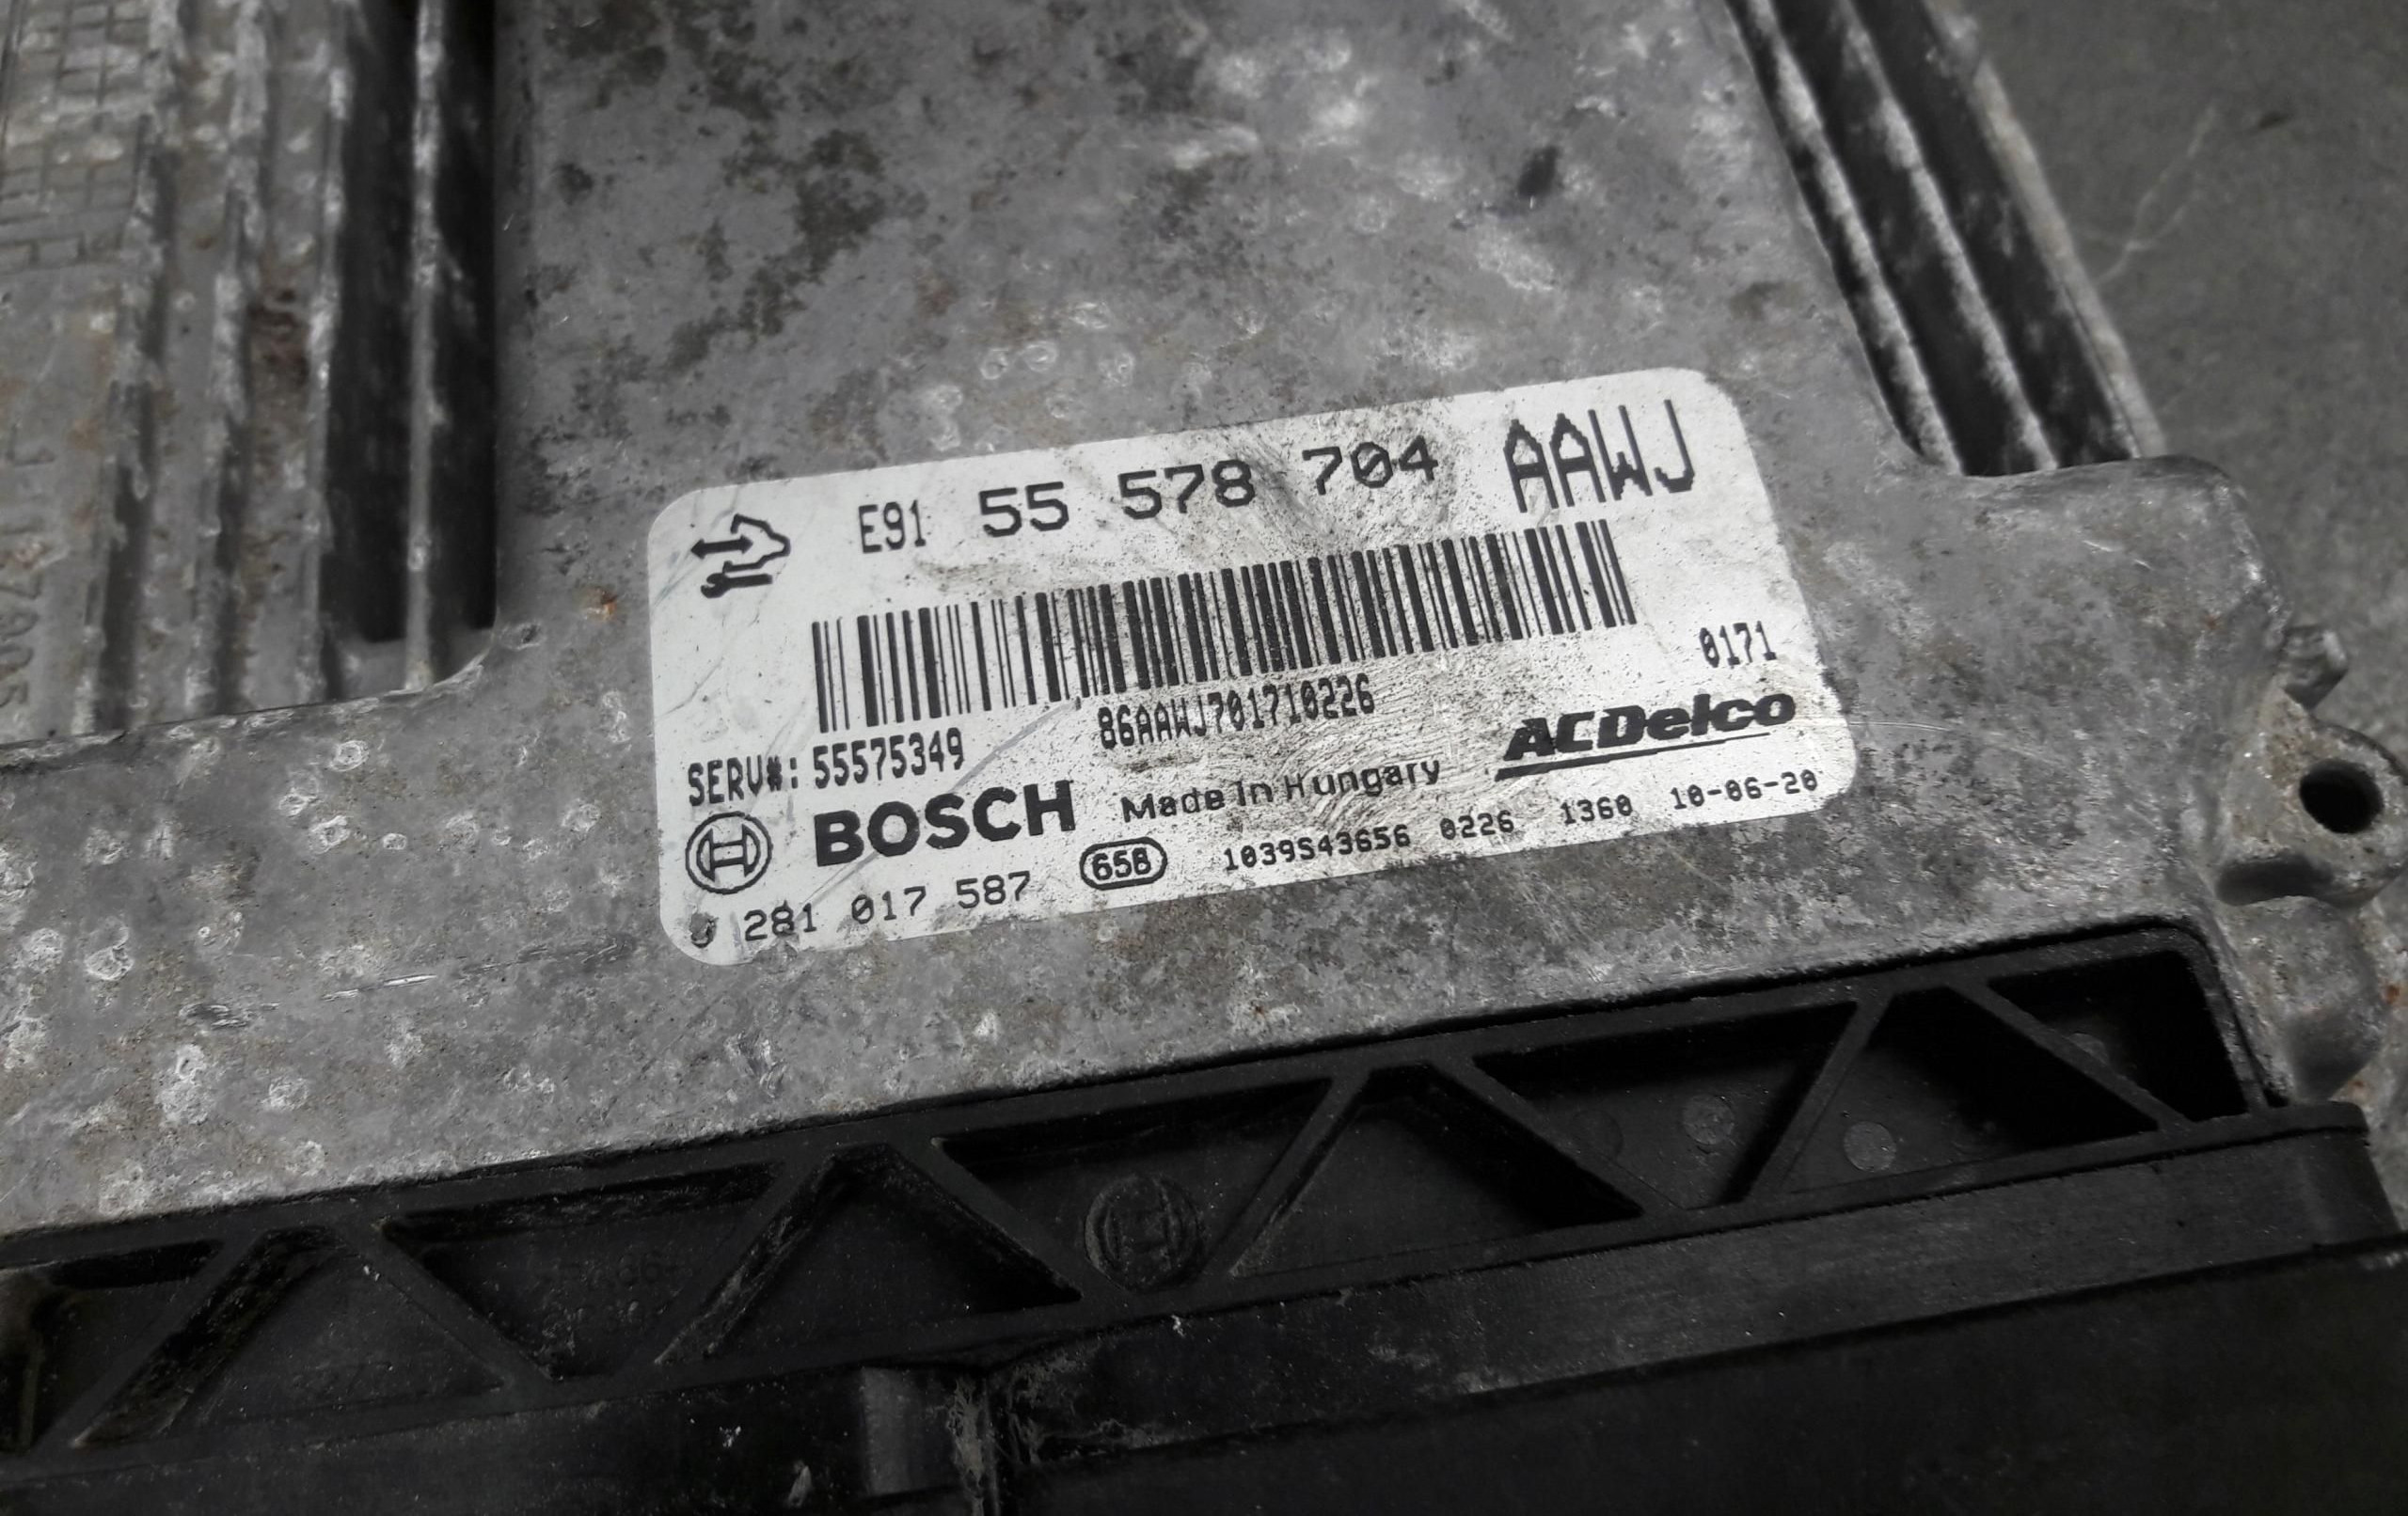 E91 55 578 704 AAWJ
0171
SERV#: 55575349 86AAWJ701710226 ACDelco
BOSCH Made in Hungary
0 281 017 587 658 1039S43656 0226 1360 10-06-20